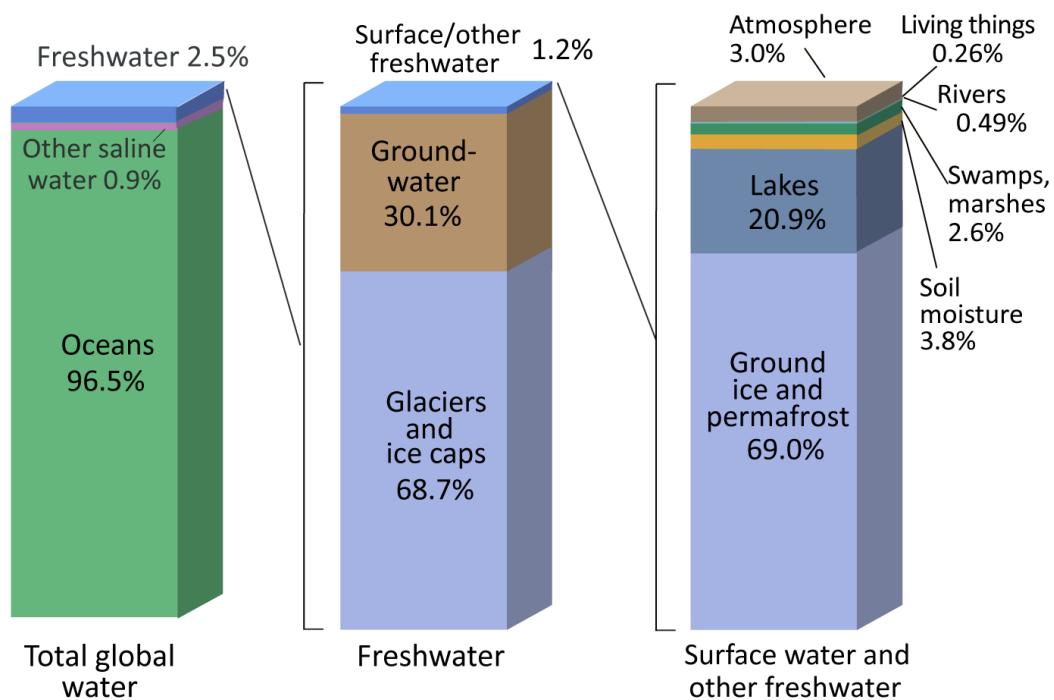 Freshwater 2.5%
Other saline
water 0.9%
Oceans
96.5%
Total global
water
Surface/other
freshwater
1.2%
Ground-
water
30.1%
Glaciers
and
ice caps
68.7%
Freshwater
Atmosphere
3.0%
Living things
0.26%
Rivers
0.49%
Swamps,
marshes
2.6%
Soil
moisture
3.8%
Lakes
20.9%
Ground
ice and
permafrost
69.0%
Surface water and
other freshwater